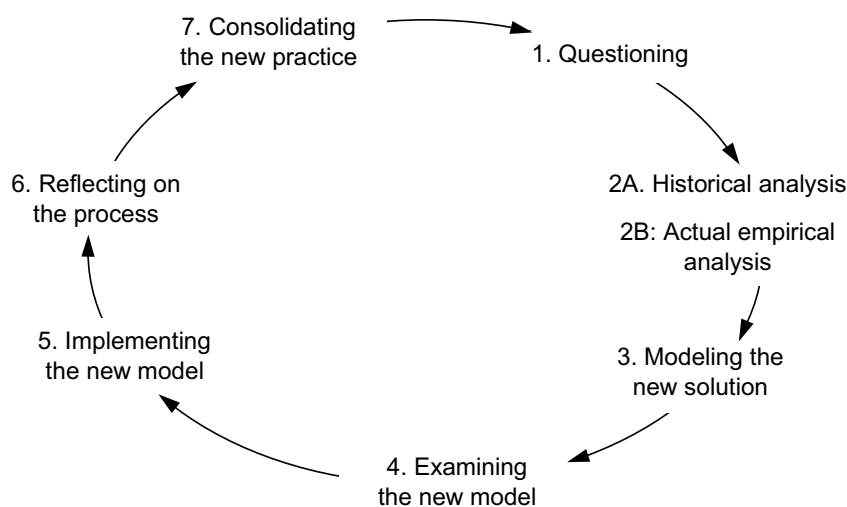 1. Questioning
2A. Historical analysis
2B: Actual empirical
analysis
3. Modeling the
new solution
4. Examining
the new model
5. Implementing
the new model
6. Reflecting on
the process
7. Consolidating
the new practice